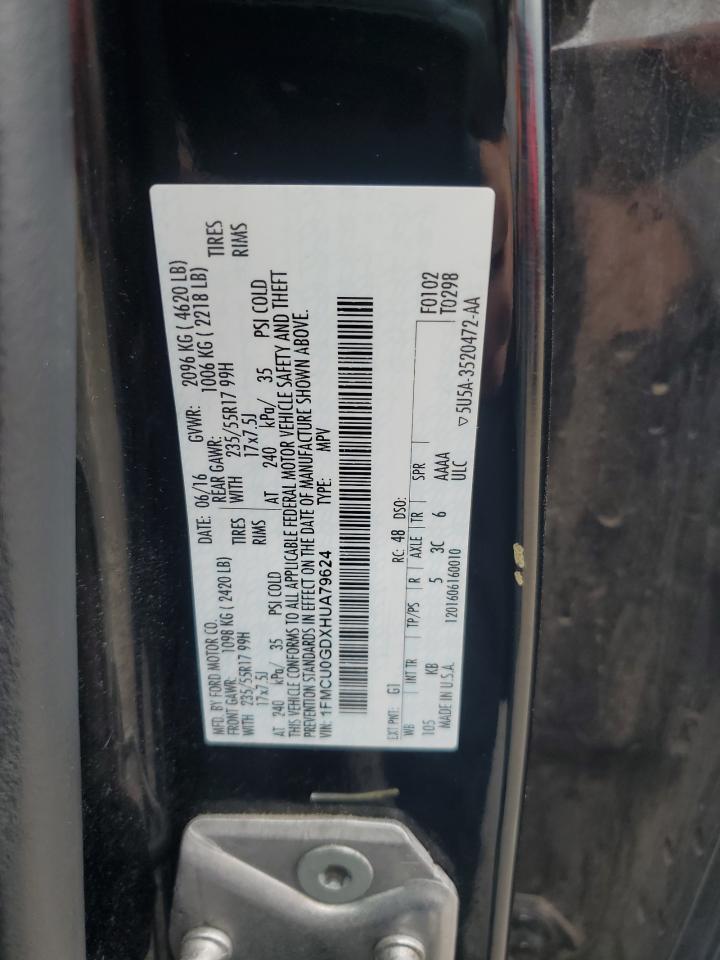 MFD. BY FORD MOTOR CO.
DATE: 06/16 GVWR: 2096 KG ( 4620 LB)
FRONT GAWR: 1098 KG ( 2420 LB) REAR GAWR: 1006 KG ( 2218 LB)
WITH 235/55R17 99H TIRES WITH 235/55R17 99H TIRES
17x7.5J RIMS 17x7.5J RIMS
AT 240 kPa/ 35 PSI COLD AT 240 kPa/ 35 PSI COLD
THIS VEHICLE CONFORMS TO ALL APPLICABLE FEDERAL MOTOR VEHICLE SAFETY AND THEFT
PREVENTION STANDARDS IN EFFECT ON THE DATE OF MANUFACTURE SHOWN ABOVE.
VIN: 1FMCU0GDXHUA79624 TYPE: MPV
EXT PNT: G1 RC: 48 DSO: F0102
WB INT TR TP/PS R AXLE TR SPR T0298
105 KB 5 3C 6 AAAA
MADE IN U.S.A. 1201606160010 ULC ▽5U5A-3520472-AA